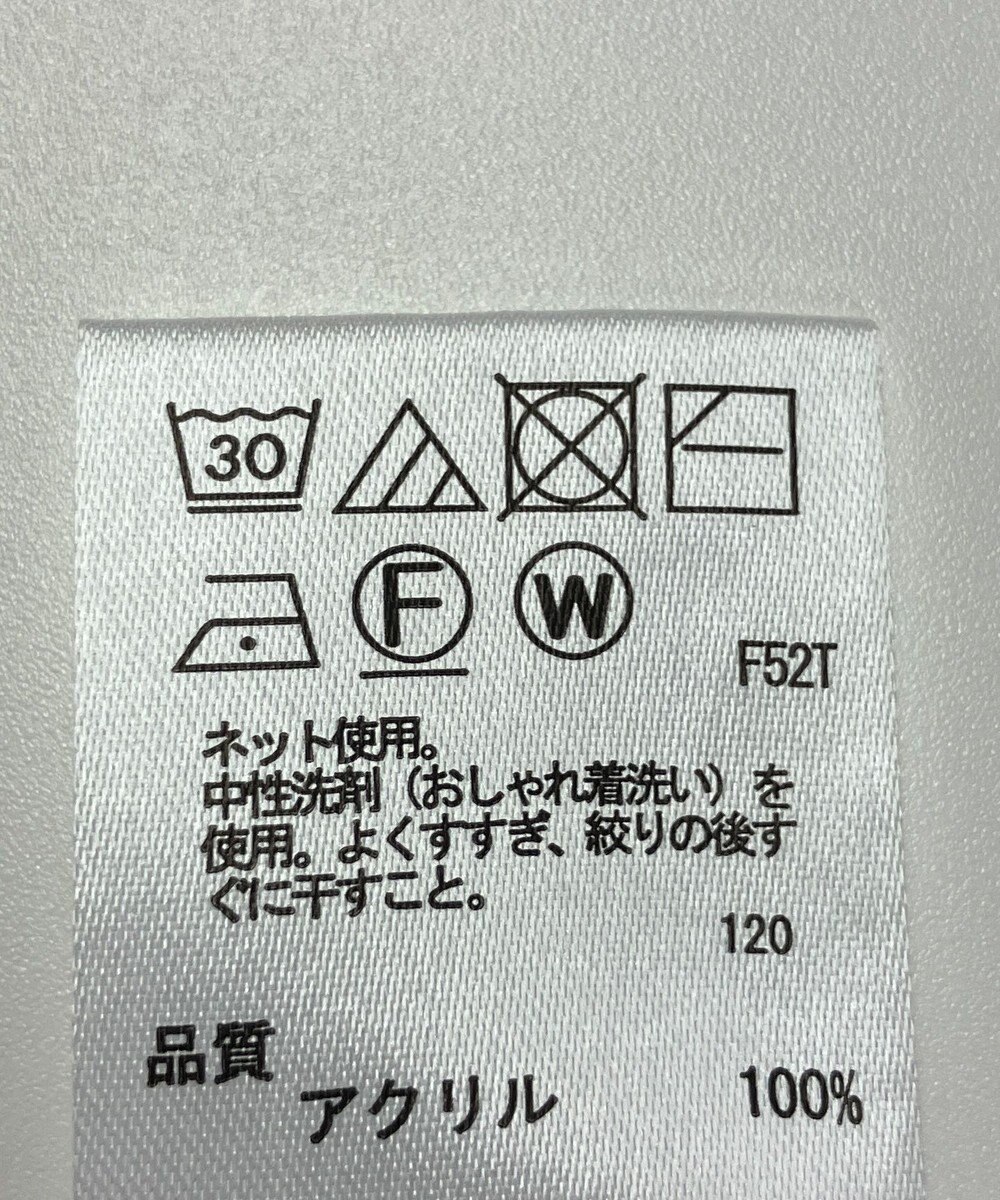 30
F W
F52T
ネット使用。
中性洗剤（おしゃれ着洗い）を
使用。よくすすぎ、絞りの後す
ぐに干すこと。
120
品質
アクリル 100%